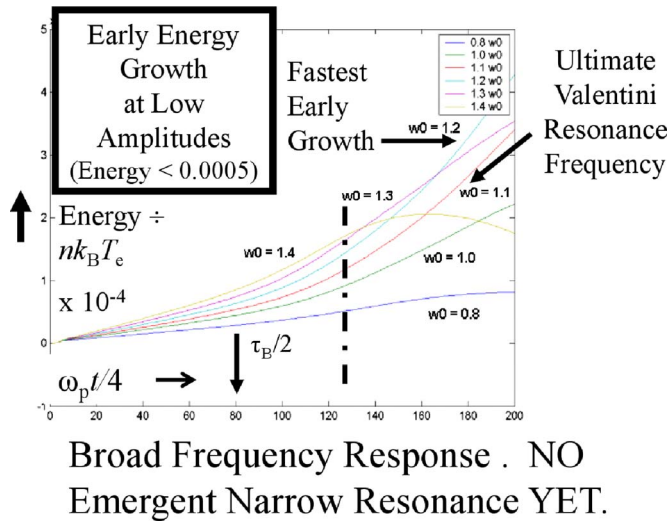 5
4
3
2
1
0
-1
Early Energy
Growth
at Low
Amplitudes
(Energy < 0.0005)
Fastest
Early
Growth
0.8 w0
1.0 w0
1.1 w0
1.2 w0
1.3 w0
1.4 w0
Ultimate
Valentini
Resonance
Frequency
w0 = 1.2
w0 = 1.1
w0 = 1.3
w0 = 1.4
w0 = 1.0
w0 = 0.8
Energy ÷
nk_BT_e
x 10^-4
τ_B/2
ω_pt/4
0 20 40 60 80 100 120 140 160 180 200
Broad Frequency Response . NO
Emergent Narrow Resonance YET.